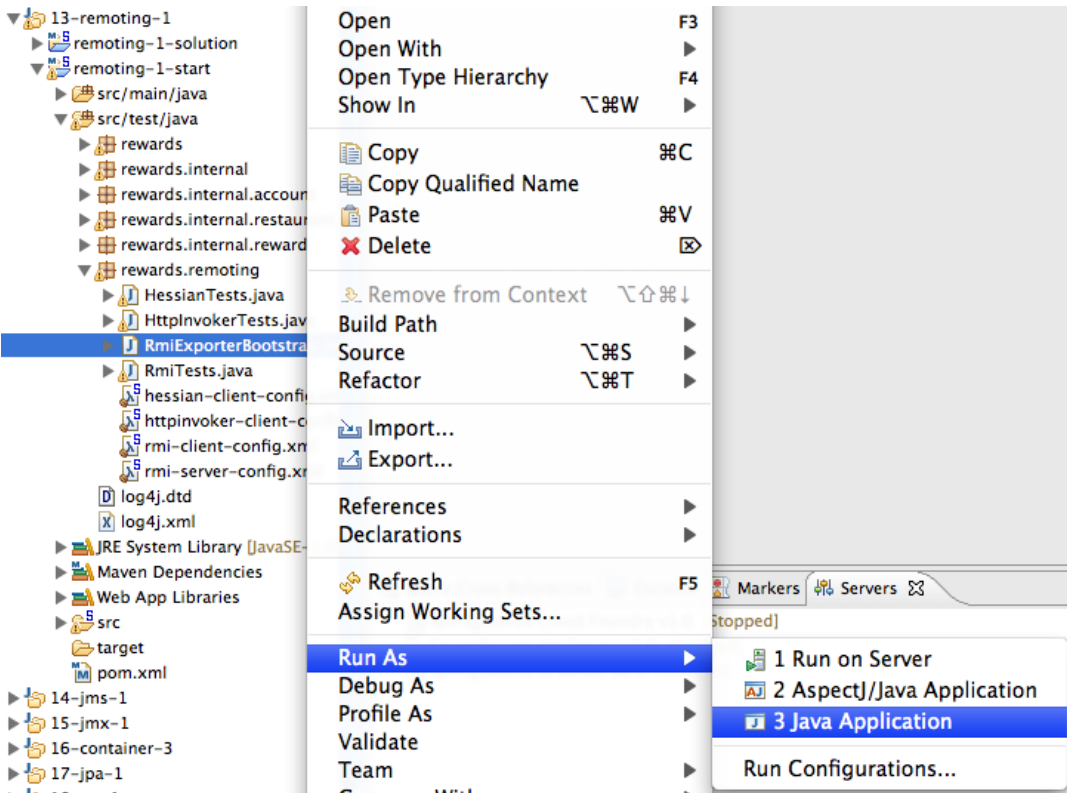 13-remoting-1
remoting-1-solution
remoting-1-start
src/main/java
src/test/java
rewards
rewards.internal
rewards.internal.accoun
rewards.internal.restaur
rewards.internal.reward
rewards.remoting
HessianTests.java
HttpInvokerTests.jav
RmiExporterBootstra
RmiTests.java
hessian-client-config
httpinvoker-client-c
rmi-client-config.xm
rmi-server-config.x
log4j.dtd
log4j.xml
JRE System Library [JavaSE-
Maven Dependencies
Web App Libraries
src
target
pom.xml
14-jms-1
15-jmx-1
16-container-3
17-jpa-1
Open F3
Open With
Open Type Hierarchy F4
Show In ⌥⌘W
Copy ⌘C
Copy Qualified Name
Paste ⌘V
Delete ⌦
Remove from Context ⌥⇧⌘↓
Build Path
Source ⌥⌘S
Refactor ⌥⌘T
Import...
Export...
References
Declarations
Refresh F5
Assign Working Sets...
Run As
Debug As
Profile As
Validate
Team
Markers Servers
Stopped]
1 Run on Server
2 AspectJ/Java Application
3 Java Application
Run Configurations...